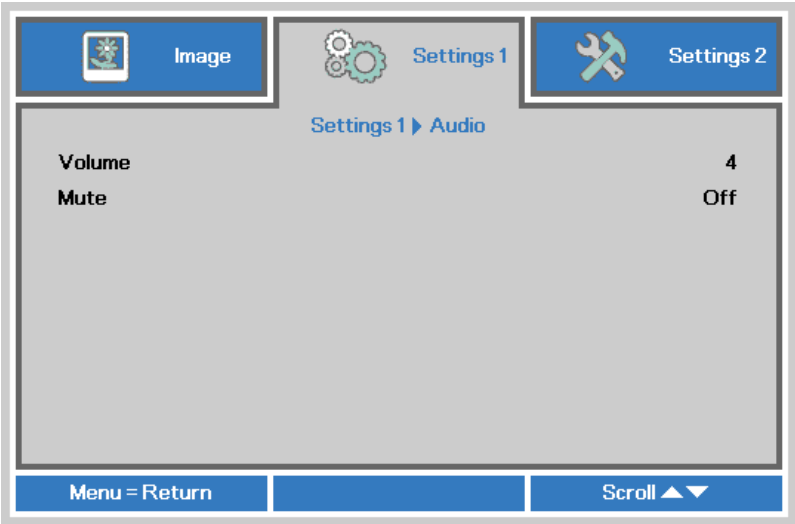 Image Settings 1 Settings 2
Settings 1 ▶ Audio
Volume 4
Mute Off
Menu = Return Scroll ▲▼